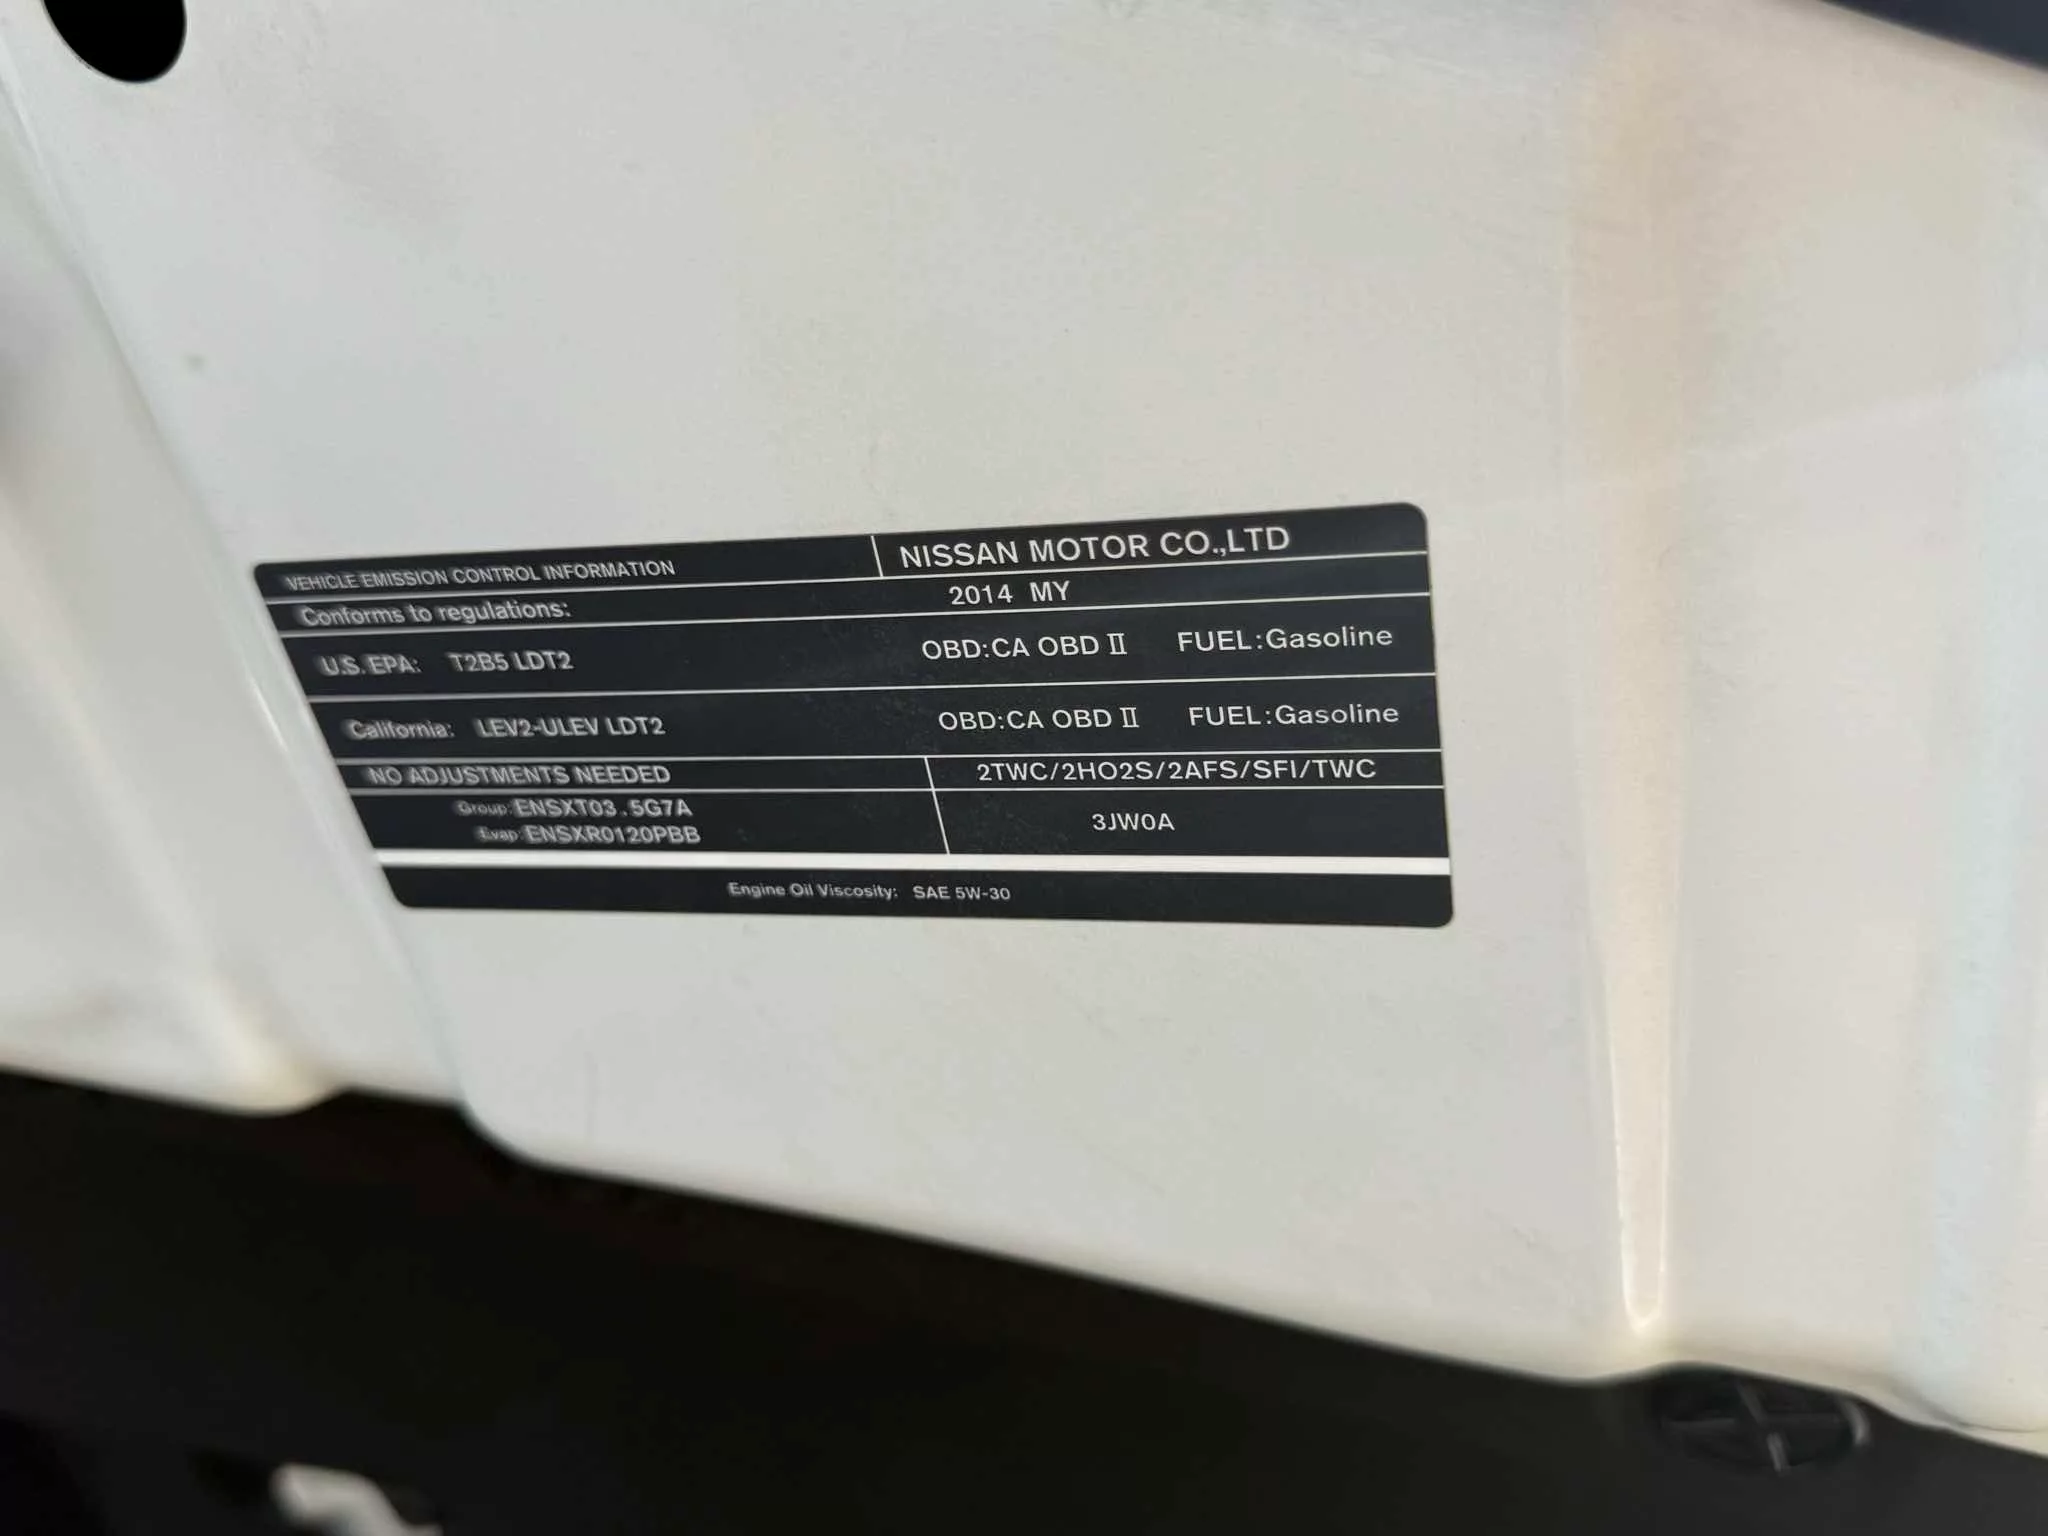 VEHICLE EMISSION CONTROL INFORMATION NISSAN MOTOR CO.,LTD
Conforms to regulations: 2014 MY
U.S. EPA: T2B5 LDT2 OBD:CA OBD II FUEL:Gasoline
California: LEV2-ULEV LDT2 OBD:CA OBD II FUEL:Gasoline
NO ADJUSTMENTS NEEDED 2TWC/2HO2S/2AFS/SFI/TWC
Group: ENSXT03.5G7A
Evap: ENSXR0120PBB
3JW0A
Engine Oil Viscosity: SAE 5W-30